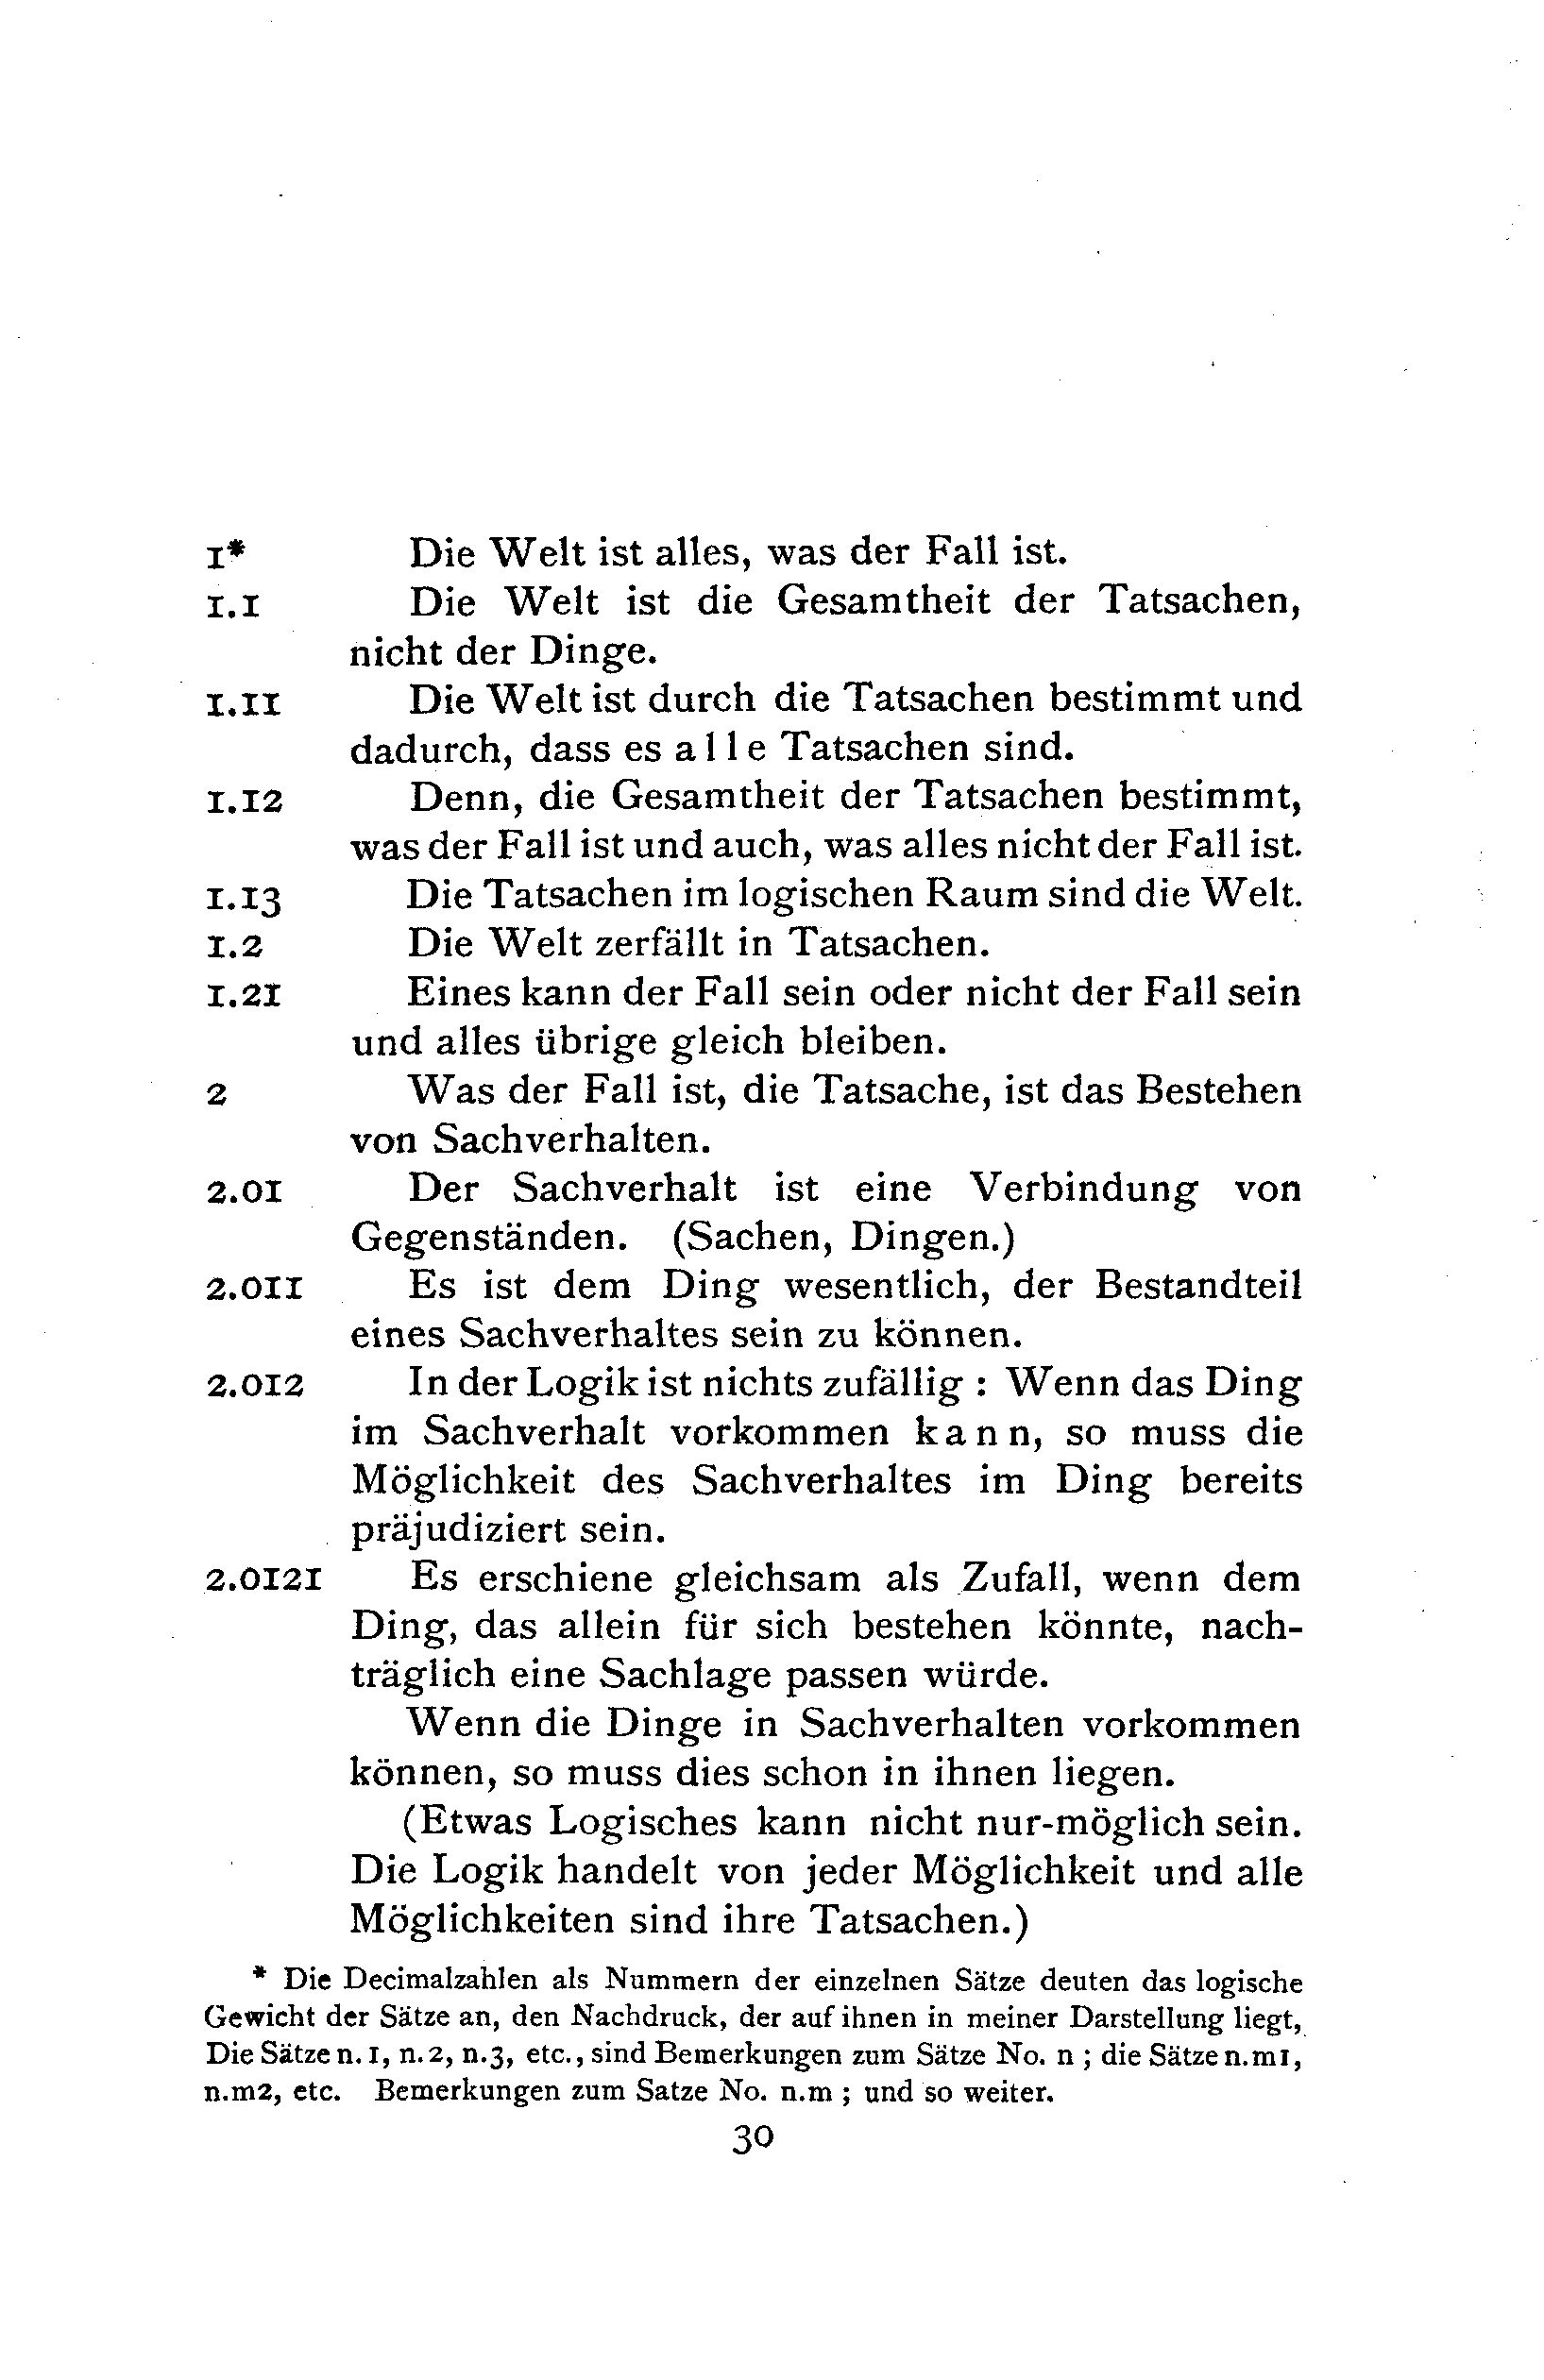 1* Die Welt ist alles, was der Fall ist.
1.1 Die Welt ist die Gesamtheit der Tatsachen,
nicht der Dinge.
1.11 Die Welt ist durch die Tatsachen bestimmt und
dadurch, dass es a l l e Tatsachen sind.
1.12 Denn, die Gesamtheit der Tatsachen bestimmt,
was der Fall ist und auch, was alles nicht der Fall ist.
1.13 Die Tatsachen im logischen Raum sind die Welt.
1.2 Die Welt zerfällt in Tatsachen.
1.21 Eines kann der Fall sein oder nicht der Fall sein
und alles übrige gleich bleiben.
2 Was der Fall ist, die Tatsache, ist das Bestehen
von Sachverhalten.
2.01 Der Sachverhalt ist eine Verbindung von
Gegenständen. (Sachen, Dingen.)
2.011 Es ist dem Ding wesentlich, der Bestandteil
eines Sachverhaltes sein zu können.
2.012 In der Logik ist nichts zufällig : Wenn das Ding
im Sachverhalt vorkommen k a n n, so muss die
Möglichkeit des Sachverhaltes im Ding bereits
präjudiziert sein.
2.0121 Es erschiene gleichsam als Zufall, wenn dem
Ding, das allein für sich bestehen könnte, nach-
träglich eine Sachlage passen würde.
Wenn die Dinge in Sachverhalten vorkommen
können, so muss dies schon in ihnen liegen.
(Etwas Logisches kann nicht nur-möglich sein.
Die Logik handelt von jeder Möglichkeit und alle
Möglichkeiten sind ihre Tatsachen.)
* Die Decimalzahlen als Nummern der einzelnen Sätze deuten das logische
Gewicht der Sätze an, den Nachdruck, der auf ihnen in meiner Darstellung liegt,
Die Sätze n.1, n.2, n.3, etc., sind Bemerkungen zum Sätze No. n ; die Sätze n.m1,
n.m2, etc. Bemerkungen zum Satze No. n.m ; und so weiter.
30